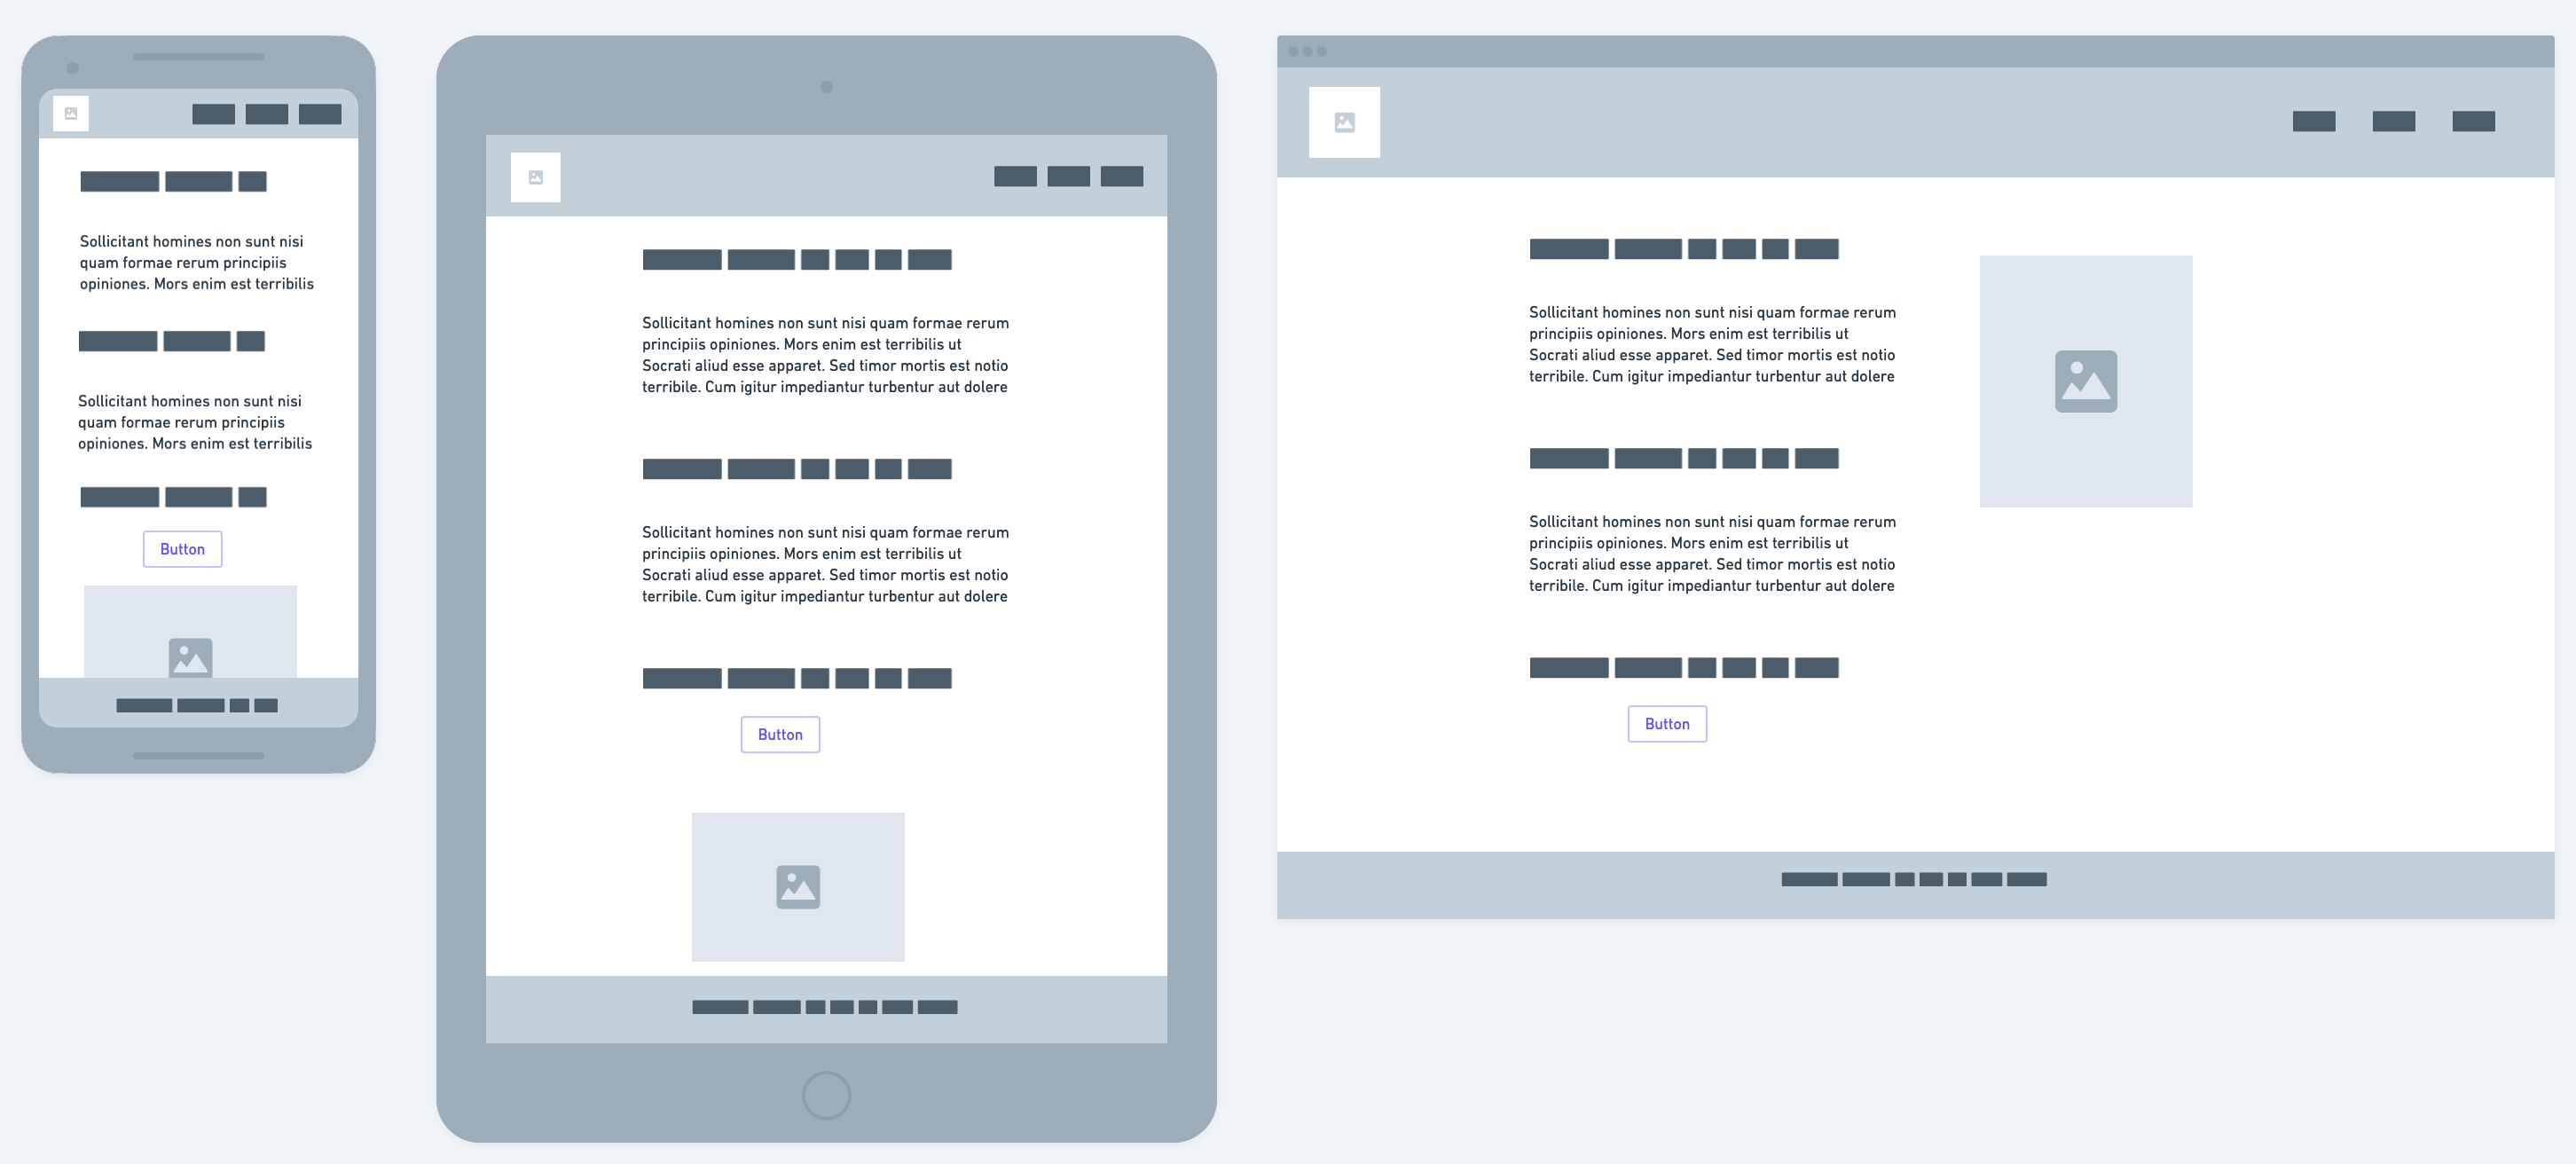 Sollicitant homines non sunt nisi
quam formae rerum principiis
opiniones. Mors enim est terribilis
Sollicitant homines non sunt nisi
quam formae rerum principiis
opiniones. Mors enim est terribilis
Button
Sollicitant homines non sunt nisi quam formae rerum
principiis opiniones. Mors enim est terribilis ut
Socrati aliud esse apparet. Sed timor mortis est notio
terribile. Cum igitur impediantur turbentur aut dolere
Sollicitant homines non sunt nisi quam formae rerum
principiis opiniones. Mors enim est terribilis ut
Socrati aliud esse apparet. Sed timor mortis est notio
terribile. Cum igitur impediantur turbentur aut dolere
Button
Sollicitant homines non sunt nisi quam formae rerum
principiis opiniones. Mors enim est terribilis ut
Socrati aliud esse apparet. Sed timor mortis est notio
terribile. Cum igitur impediantur turbentur aut dolere
Sollicitant homines non sunt nisi quam formae rerum
principiis opiniones. Mors enim est terribilis ut
Socrati aliud esse apparet. Sed timor mortis est notio
terribile. Cum igitur impediantur turbentur aut dolere
Button